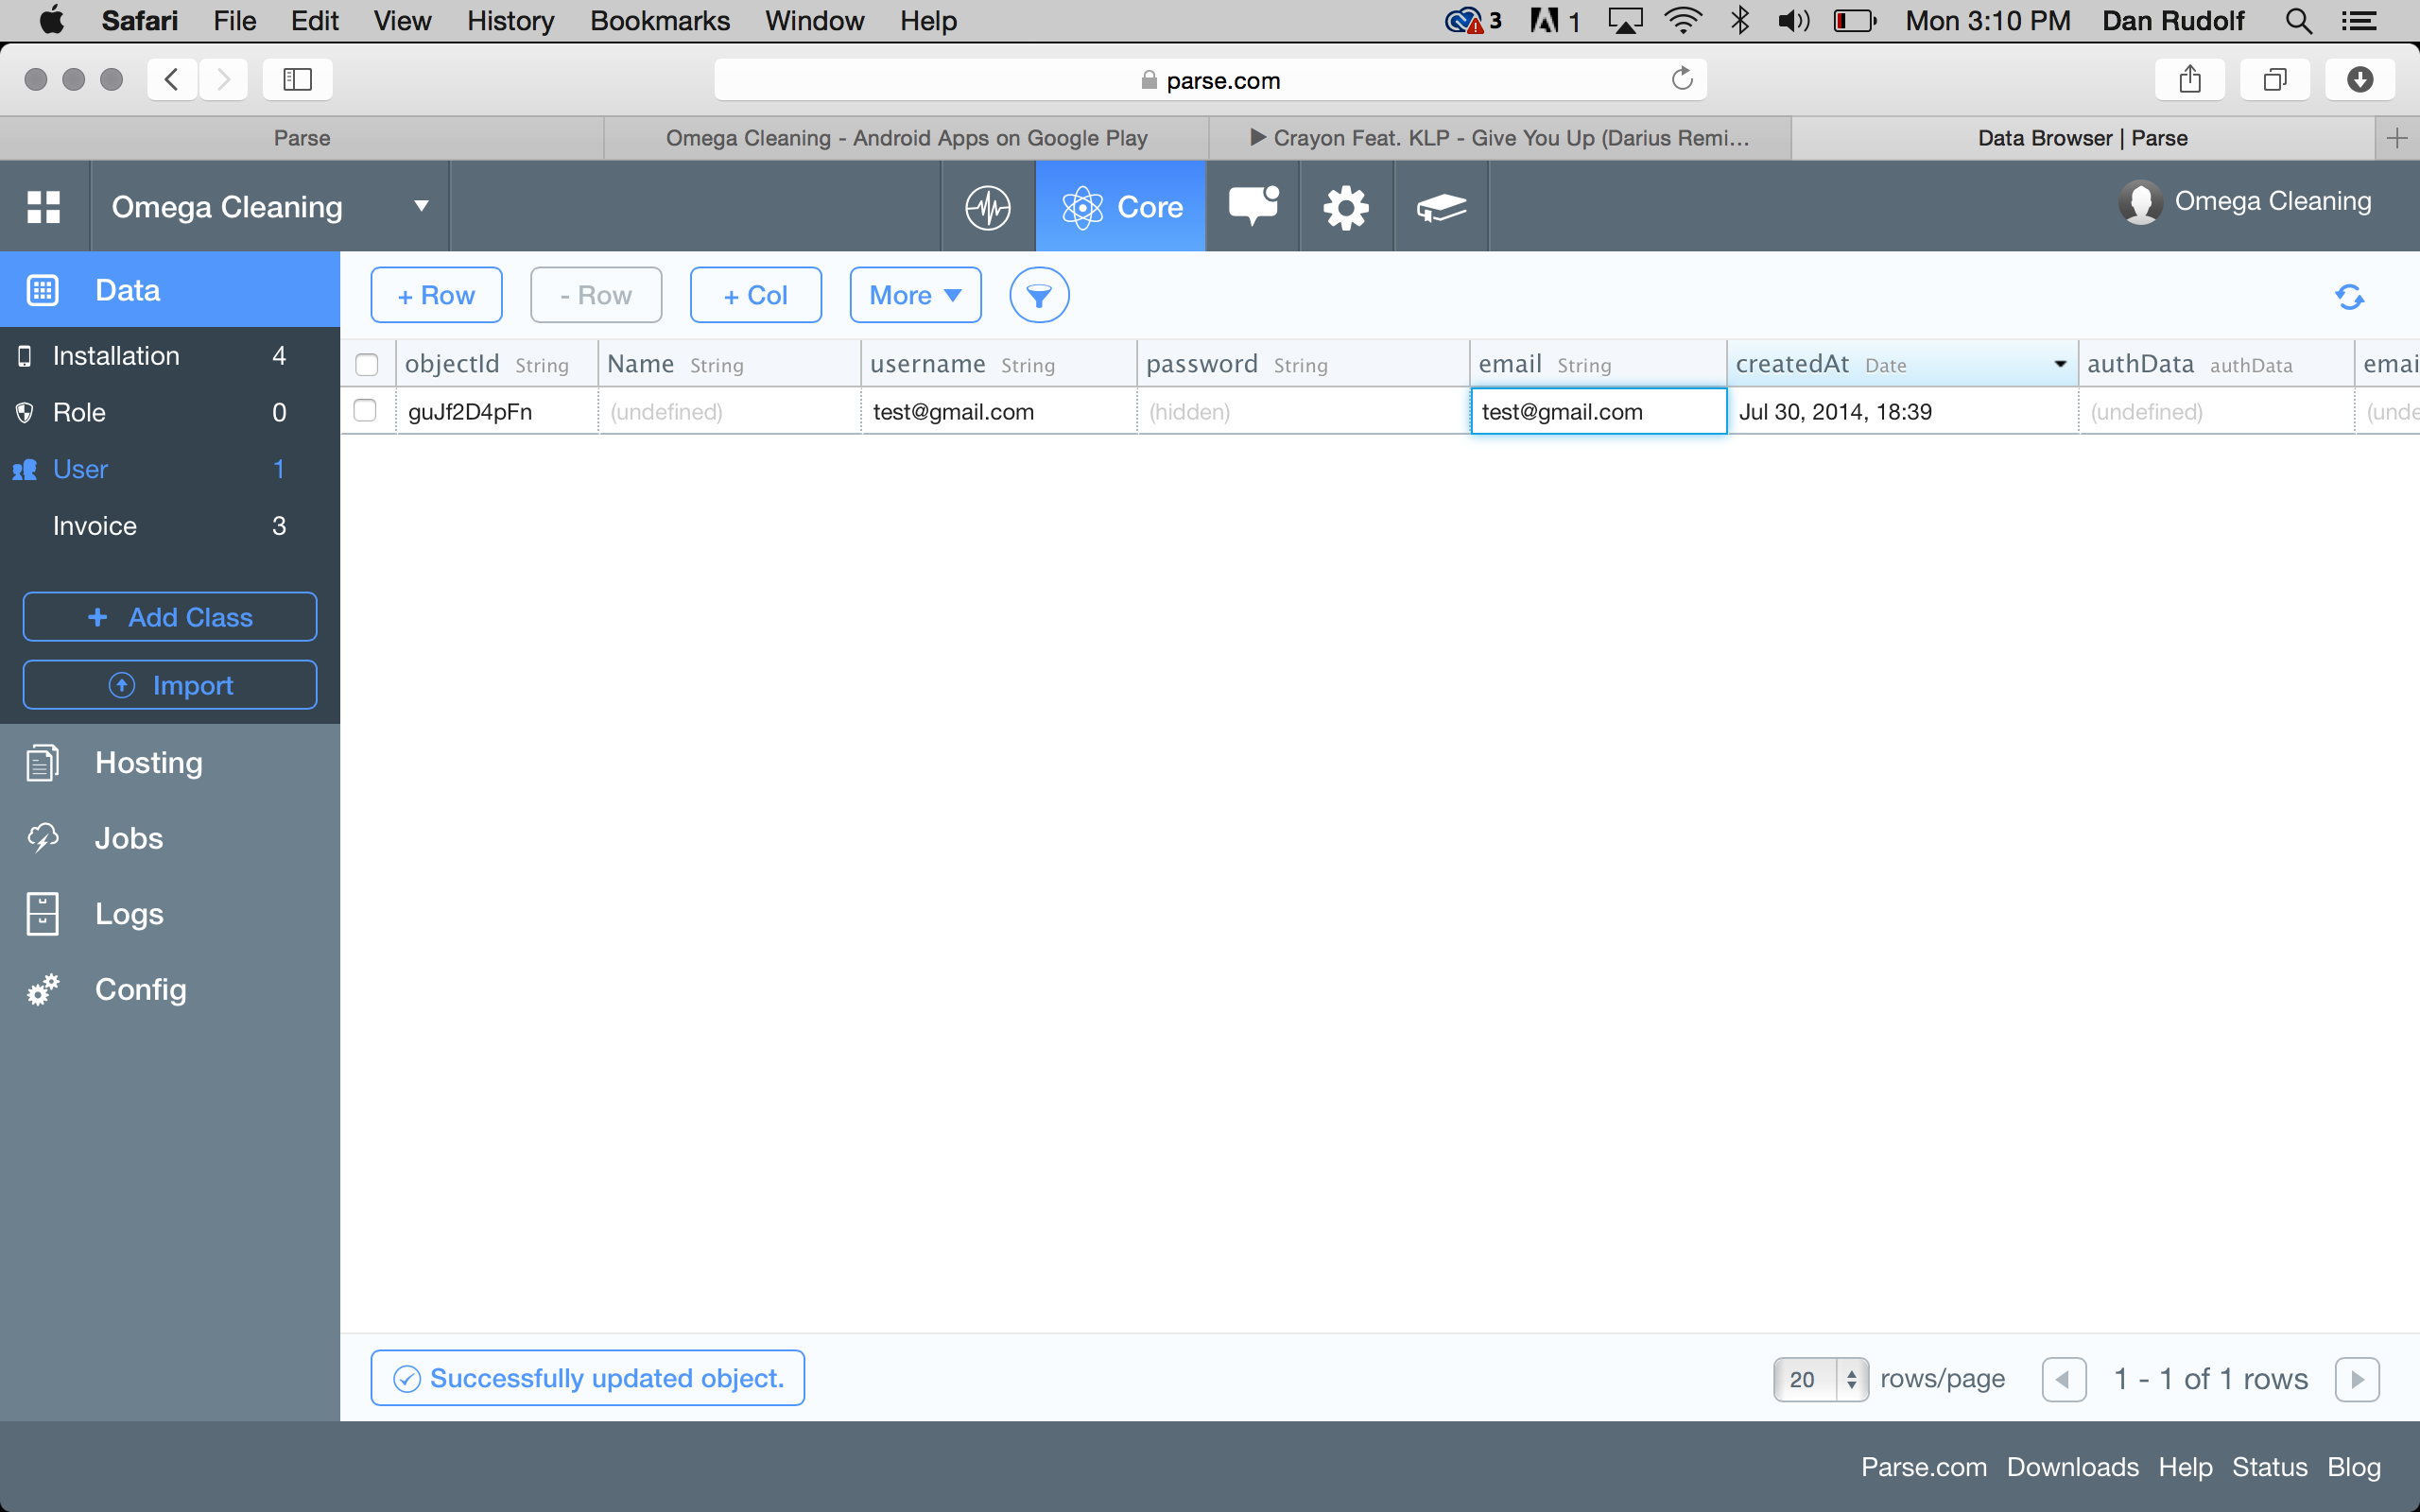 Safari File Edit View History Bookmarks Window Help 3 1 Mon 3:10 PM Dan Rudolf
parse.com
Parse Omega Cleaning - Android Apps on Google Play ▶ Crayon Feat. KLP - Give You Up (Darius Remi... Data Browser | Parse
Omega Cleaning Core Omega Cleaning
Data
+ Row - Row + Col More
Installation 4
Role 0
User 1
Invoice 3
+ Add Class
Import
Hosting
Jobs
Logs
Config
objectId String Name String username String password String email String createdAt Date authData authData emai
guJf2D4pFn (undefined) test@gmail.com (hidden) test@gmail.com Jul 30, 2014, 18:39 (undefined) (unde
Successfully updated object. 20 rows/page 1 - 1 of 1 rows
Parse.com Downloads Help Status Blog